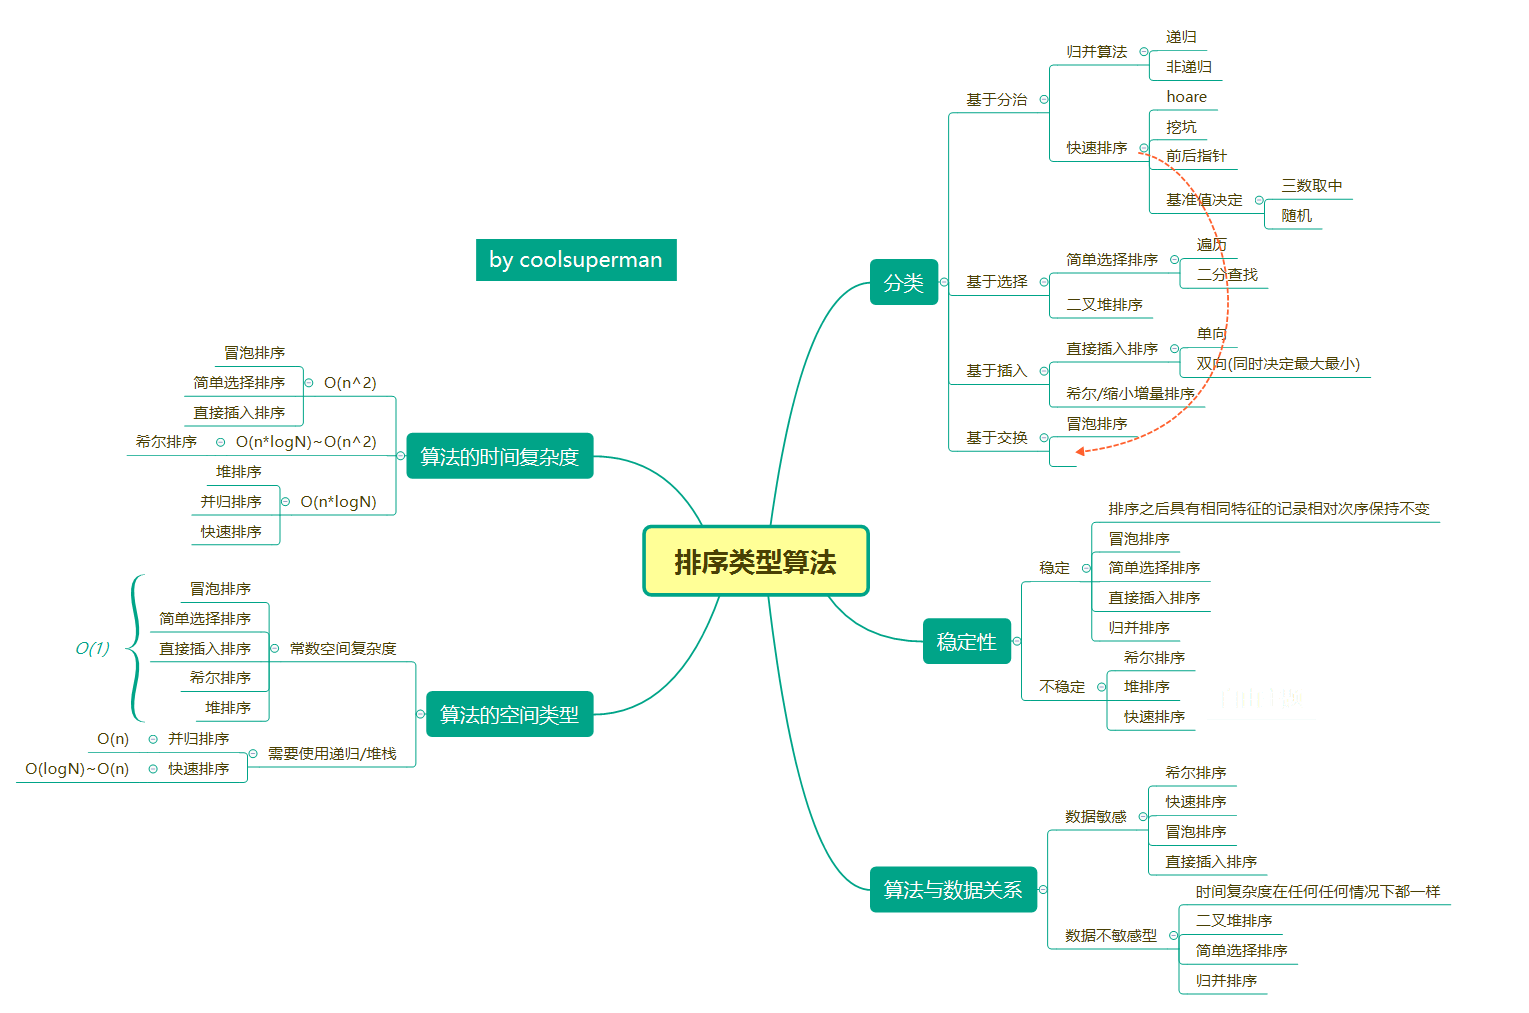 by coolsuperman
排序类型算法
分类
基于分治
归并算法
递归
非递归
快速排序
hoare
挖坑
前后指针
基准值决定
三数取中
随机
基于选择
简单选择排序
遍历
二分查找
二叉堆排序
基于插入
直接插入排序
单向
双向(同时决定最大最小)
希尔/缩小增量排序
基于交换
冒泡排序
稳定性
稳定
排序之后具有相同特征的记录相对次序保持不变
冒泡排序
简单选择排序
直接插入排序
归并排序
不稳定
希尔排序
堆排序
快速排序
算法与数据关系
数据敏感
希尔排序
快速排序
冒泡排序
直接插入排序
数据不敏感型
时间复杂度在任何任何情况下都一样
二叉堆排序
简单选择排序
归并排序
算法的时间复杂度
O(n^2)
冒泡排序
简单选择排序
直接插入排序
O(n*logN)~O(n^2)
希尔排序
O(n*logN)
堆排序
并归排序
快速排序
算法的空间类型
常数空间复杂度
冒泡排序
简单选择排序
直接插入排序
希尔排序
堆排序
O(1)
需要使用递归/堆栈
并归排序
O(n)
快速排序
O(logN)~O(n)